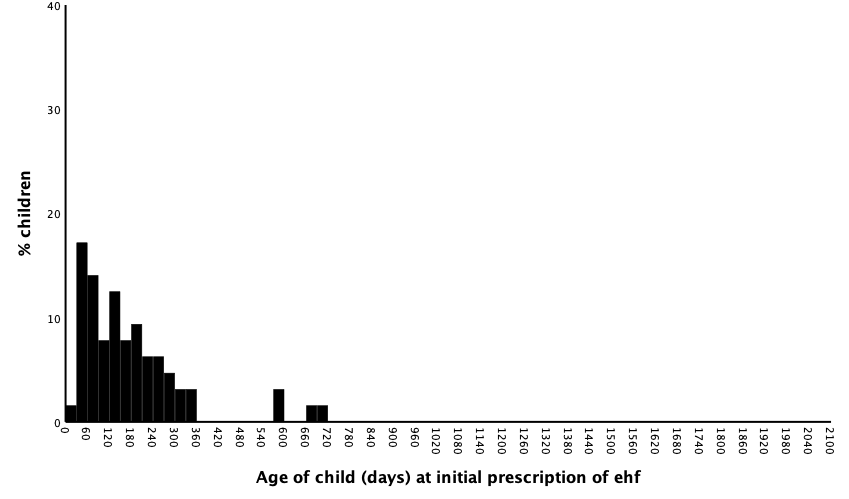 40
30
20
10
0
% children
0 60 120 180 240 300 360 420 480 540 600 660 720 780 840 900 960 1020 1080 1140 1200 1260 1320 1380 1440 1500 1560 1620 1680 1740 1800 1860 1920 1980 2040 2100
Age of child (days) at initial prescription of ehf